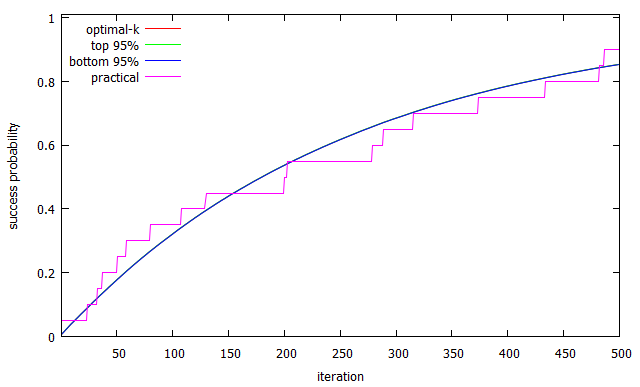 1
optimal-k
top 95%
bottom 95%
practical
0.8
0.6
success probability
0.4
0.2
0
50 100 150 200 250 300 350 400 450 500
iteration